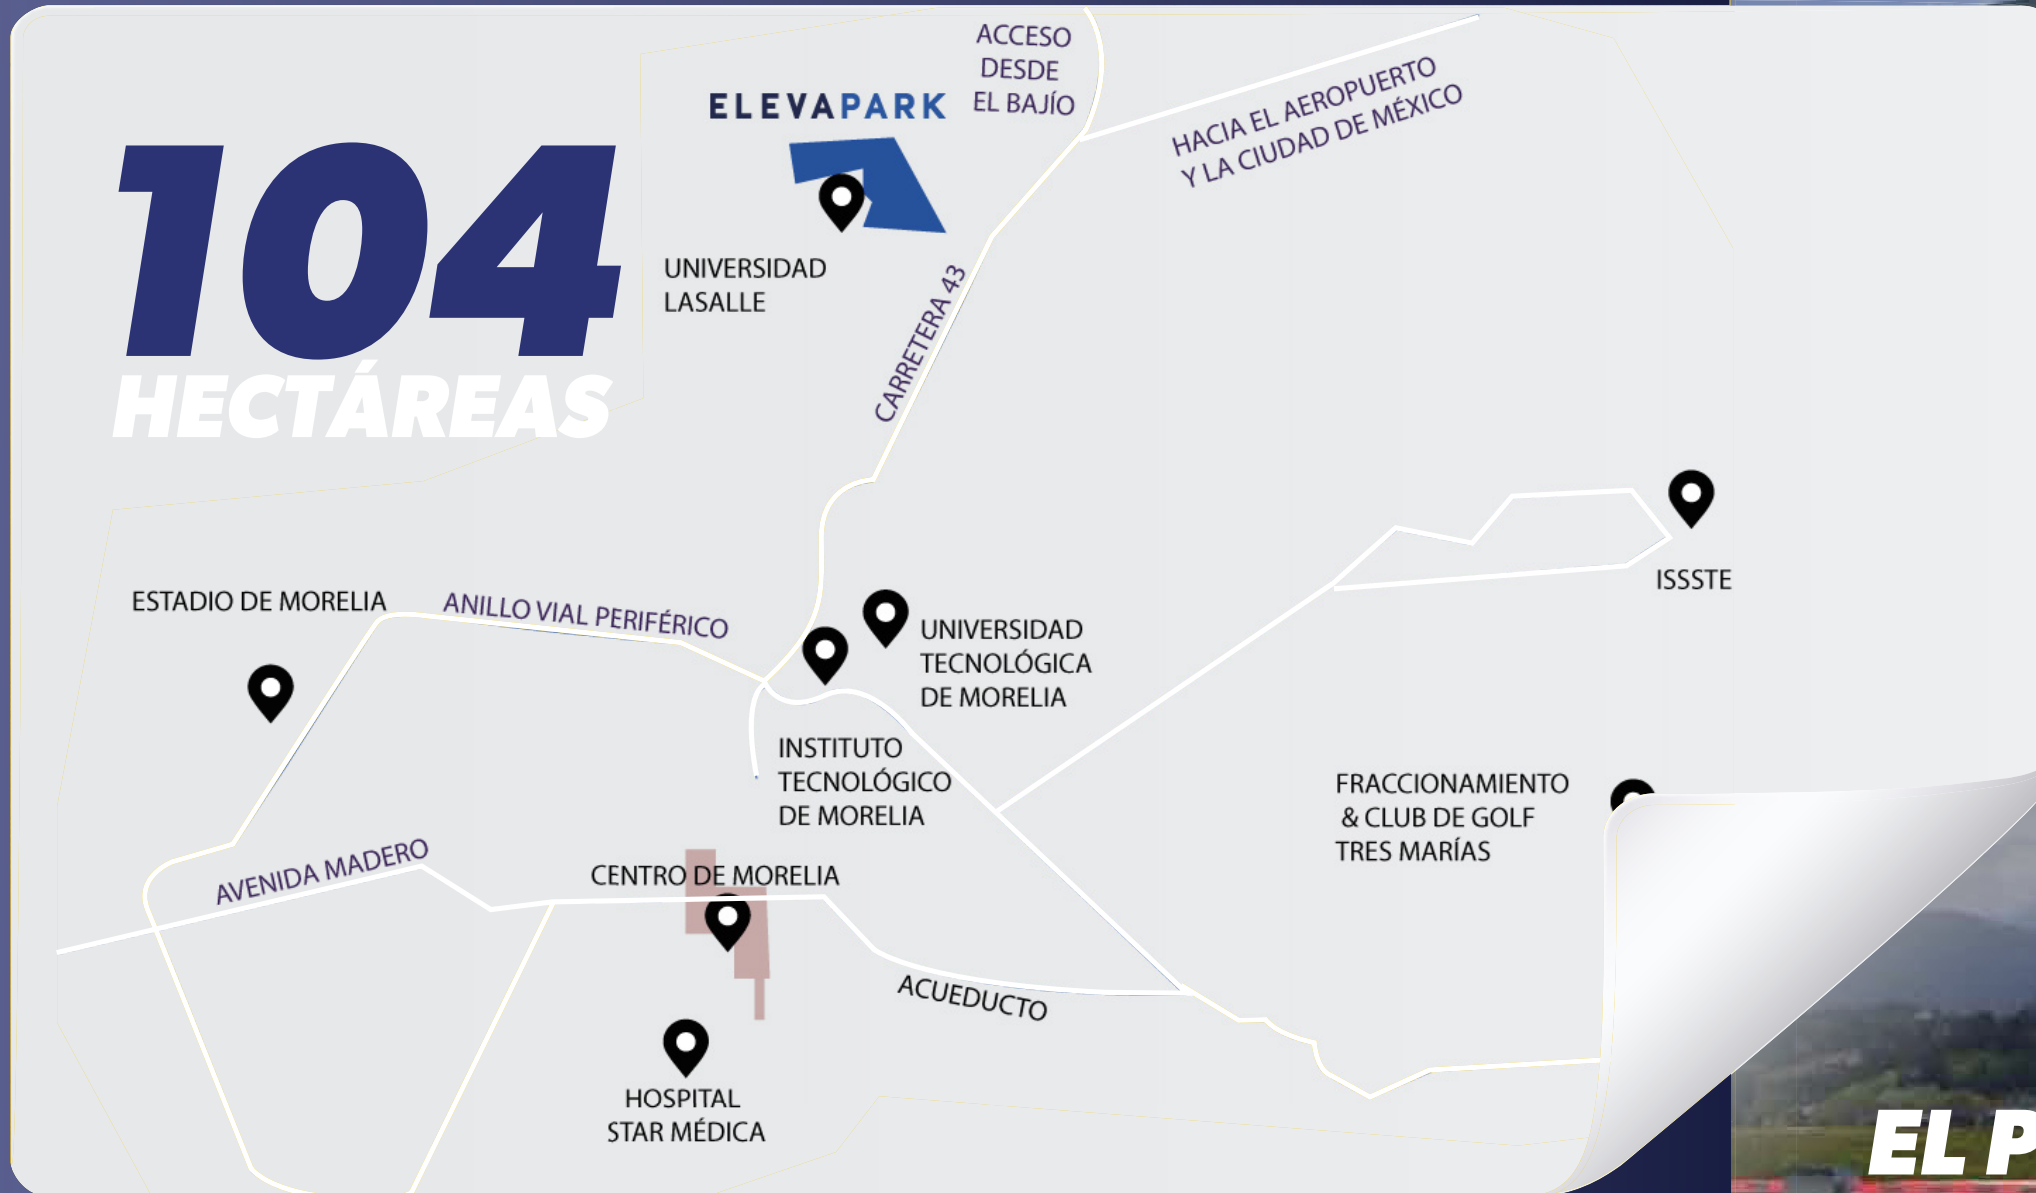 ACCESO
DESDE
EL BAJÍO
ELEVAPARK
HACIA EL AEROPUERTO
Y LA CIUDAD DE MÉXICO
104
HECTÁREAS
UNIVERSIDAD
LASALLE
CARRETERA 43
ISSSTE
ESTADIO DE MORELIA
ANILLO VIAL PERIFÉRICO
UNIVERSIDAD
TECNOLÓGICA
DE MORELIA
INSTITUTO
TECNOLÓGICO
DE MORELIA
FRACCIONAMIENTO
& CLUB DE GOLF
TRES MARÍAS
AVENIDA MADERO
CENTRO DE MORELIA
ACUEDUCTO
HOSPITAL
STAR MÉDICA
EL